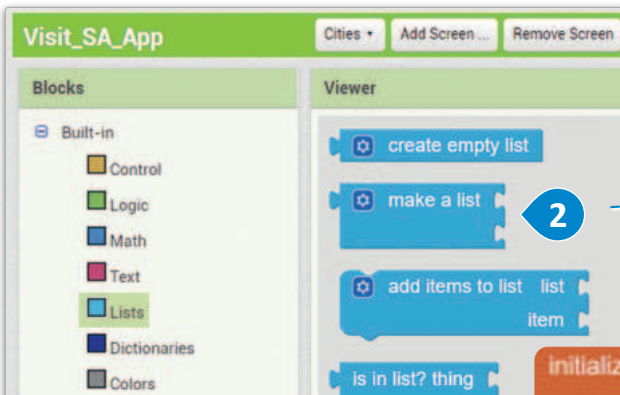 Visit_SA_App
Cities
Add Screen ...
Remove Screen
Blocks
Viewer
Built-in
Control
Logic
Math
Text
Lists
Dictionaries
Colors
create empty list
make a list
2
add items to list list
item
is in list? thing